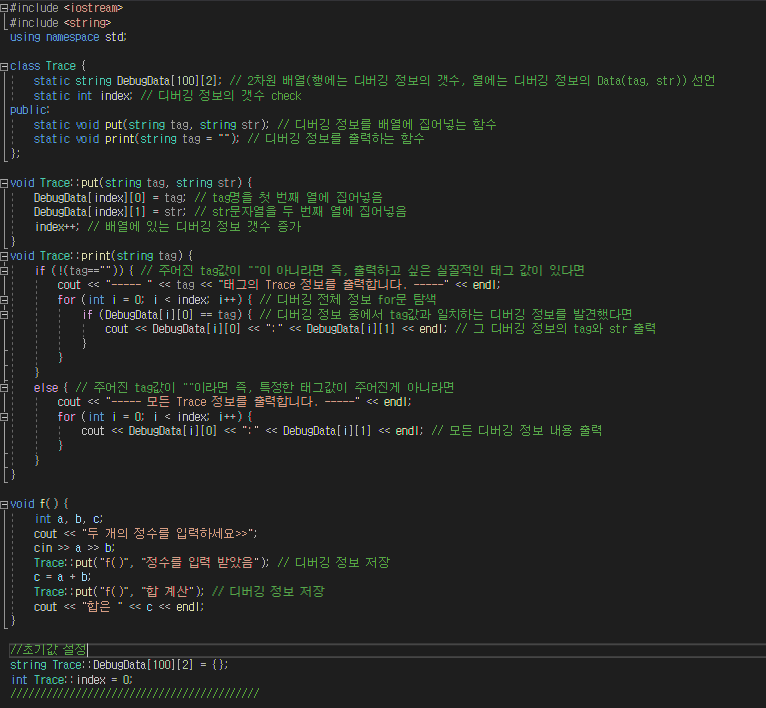 #include <iostream>
#include <string>
using namespace std;

class Trace {
    static string DebugData[100][2]; // 2차원 배열(행에는 디버깅 정보의 갯수, 열에는 디버깅 정보의 Data(tag, str)) 선언
    static int index; // 디버깅 정보의 갯수 check
public:
    static void put(string tag, string str); // 디버깅 정보를 배열에 집어넣는 함수
    static void print(string tag = ""); // 디버깅 정보를 출력하는 함수
};

void Trace::put(string tag, string str) {
    DebugData[index][0] = tag; // tag명을 첫 번째 열에 집어넣음
    DebugData[index][1] = str; // str문자열을 두 번째 열에 집어넣음
    index++; // 배열에 있는 디버깅 정보 갯수 증가
}
void Trace::print(string tag) {
    if (!(tag=="")) { // 주어진 tag값이 ""이 아니라면 즉, 출력하고 싶은 실질적인 태그 값이 있다면
        cout << "----- " << tag << "태그의 Trace 정보를 출력합니다. -----" << endl;
        for (int i = 0; i < index; i++) { // 디버깅 전체 정보 for문 탐색
            if (DebugData[i][0] == tag) { // 디버깅 정보 중에서 tag값과 일치하는 디버깅 정보를 발견했다면
                cout << DebugData[i][0] << ":" << DebugData[i][1] << endl; // 그 디버깅 정보의 tag와 str 출력
            }
        }
    }
    else { // 주어진 tag값이 ""이라면 즉, 특정한 태그값이 주어진게 아니라면
        cout << "----- 모든 Trace 정보를 출력합니다. -----" << endl;
        for (int i = 0; i < index; i++) {
            cout << DebugData[i][0] << ":" << DebugData[i][1] << endl; // 모든 디버깅 정보 내용 출력
        }
    }
}

void f() {
    int a, b, c;
    cout << "두 개의 정수를 입력하세요>>";
    cin >> a >> b;
    Trace::put("f()", "정수를 입력 받았음"); // 디버깅 정보 저장
    c = a + b;
    Trace::put("f()", "합 계산"); // 디버깅 정보 저장
    cout << "합은 " << c << endl;
}

//초기값 설정
string Trace::DebugData[100][2] = {};
int Trace::index = 0;
//////////////////////////////////////////